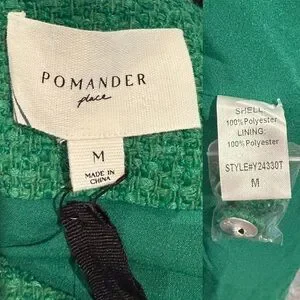 POMANDER
place
M
MADE IN
CHINA
SHELL:
100% Polyester
LINING:
100% Polyester
STYLE#Y24330T
M